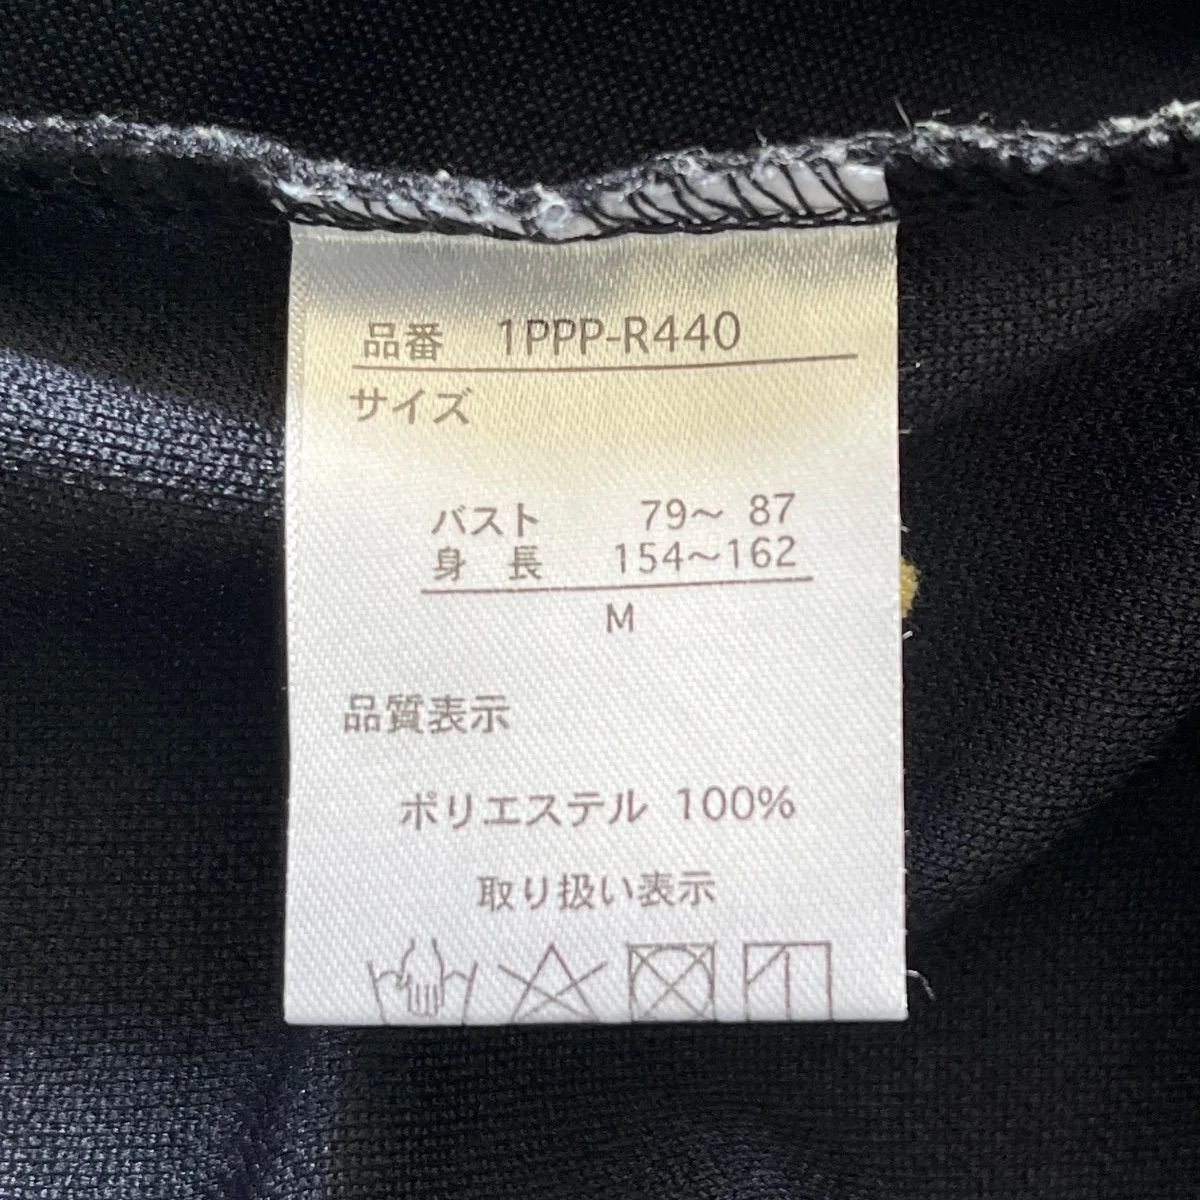 品番 1PPP-R440
サイズ
バスト 79〜 87
身 長 154〜162
M
品質表示
ポリエステル 100%
取り扱い表示